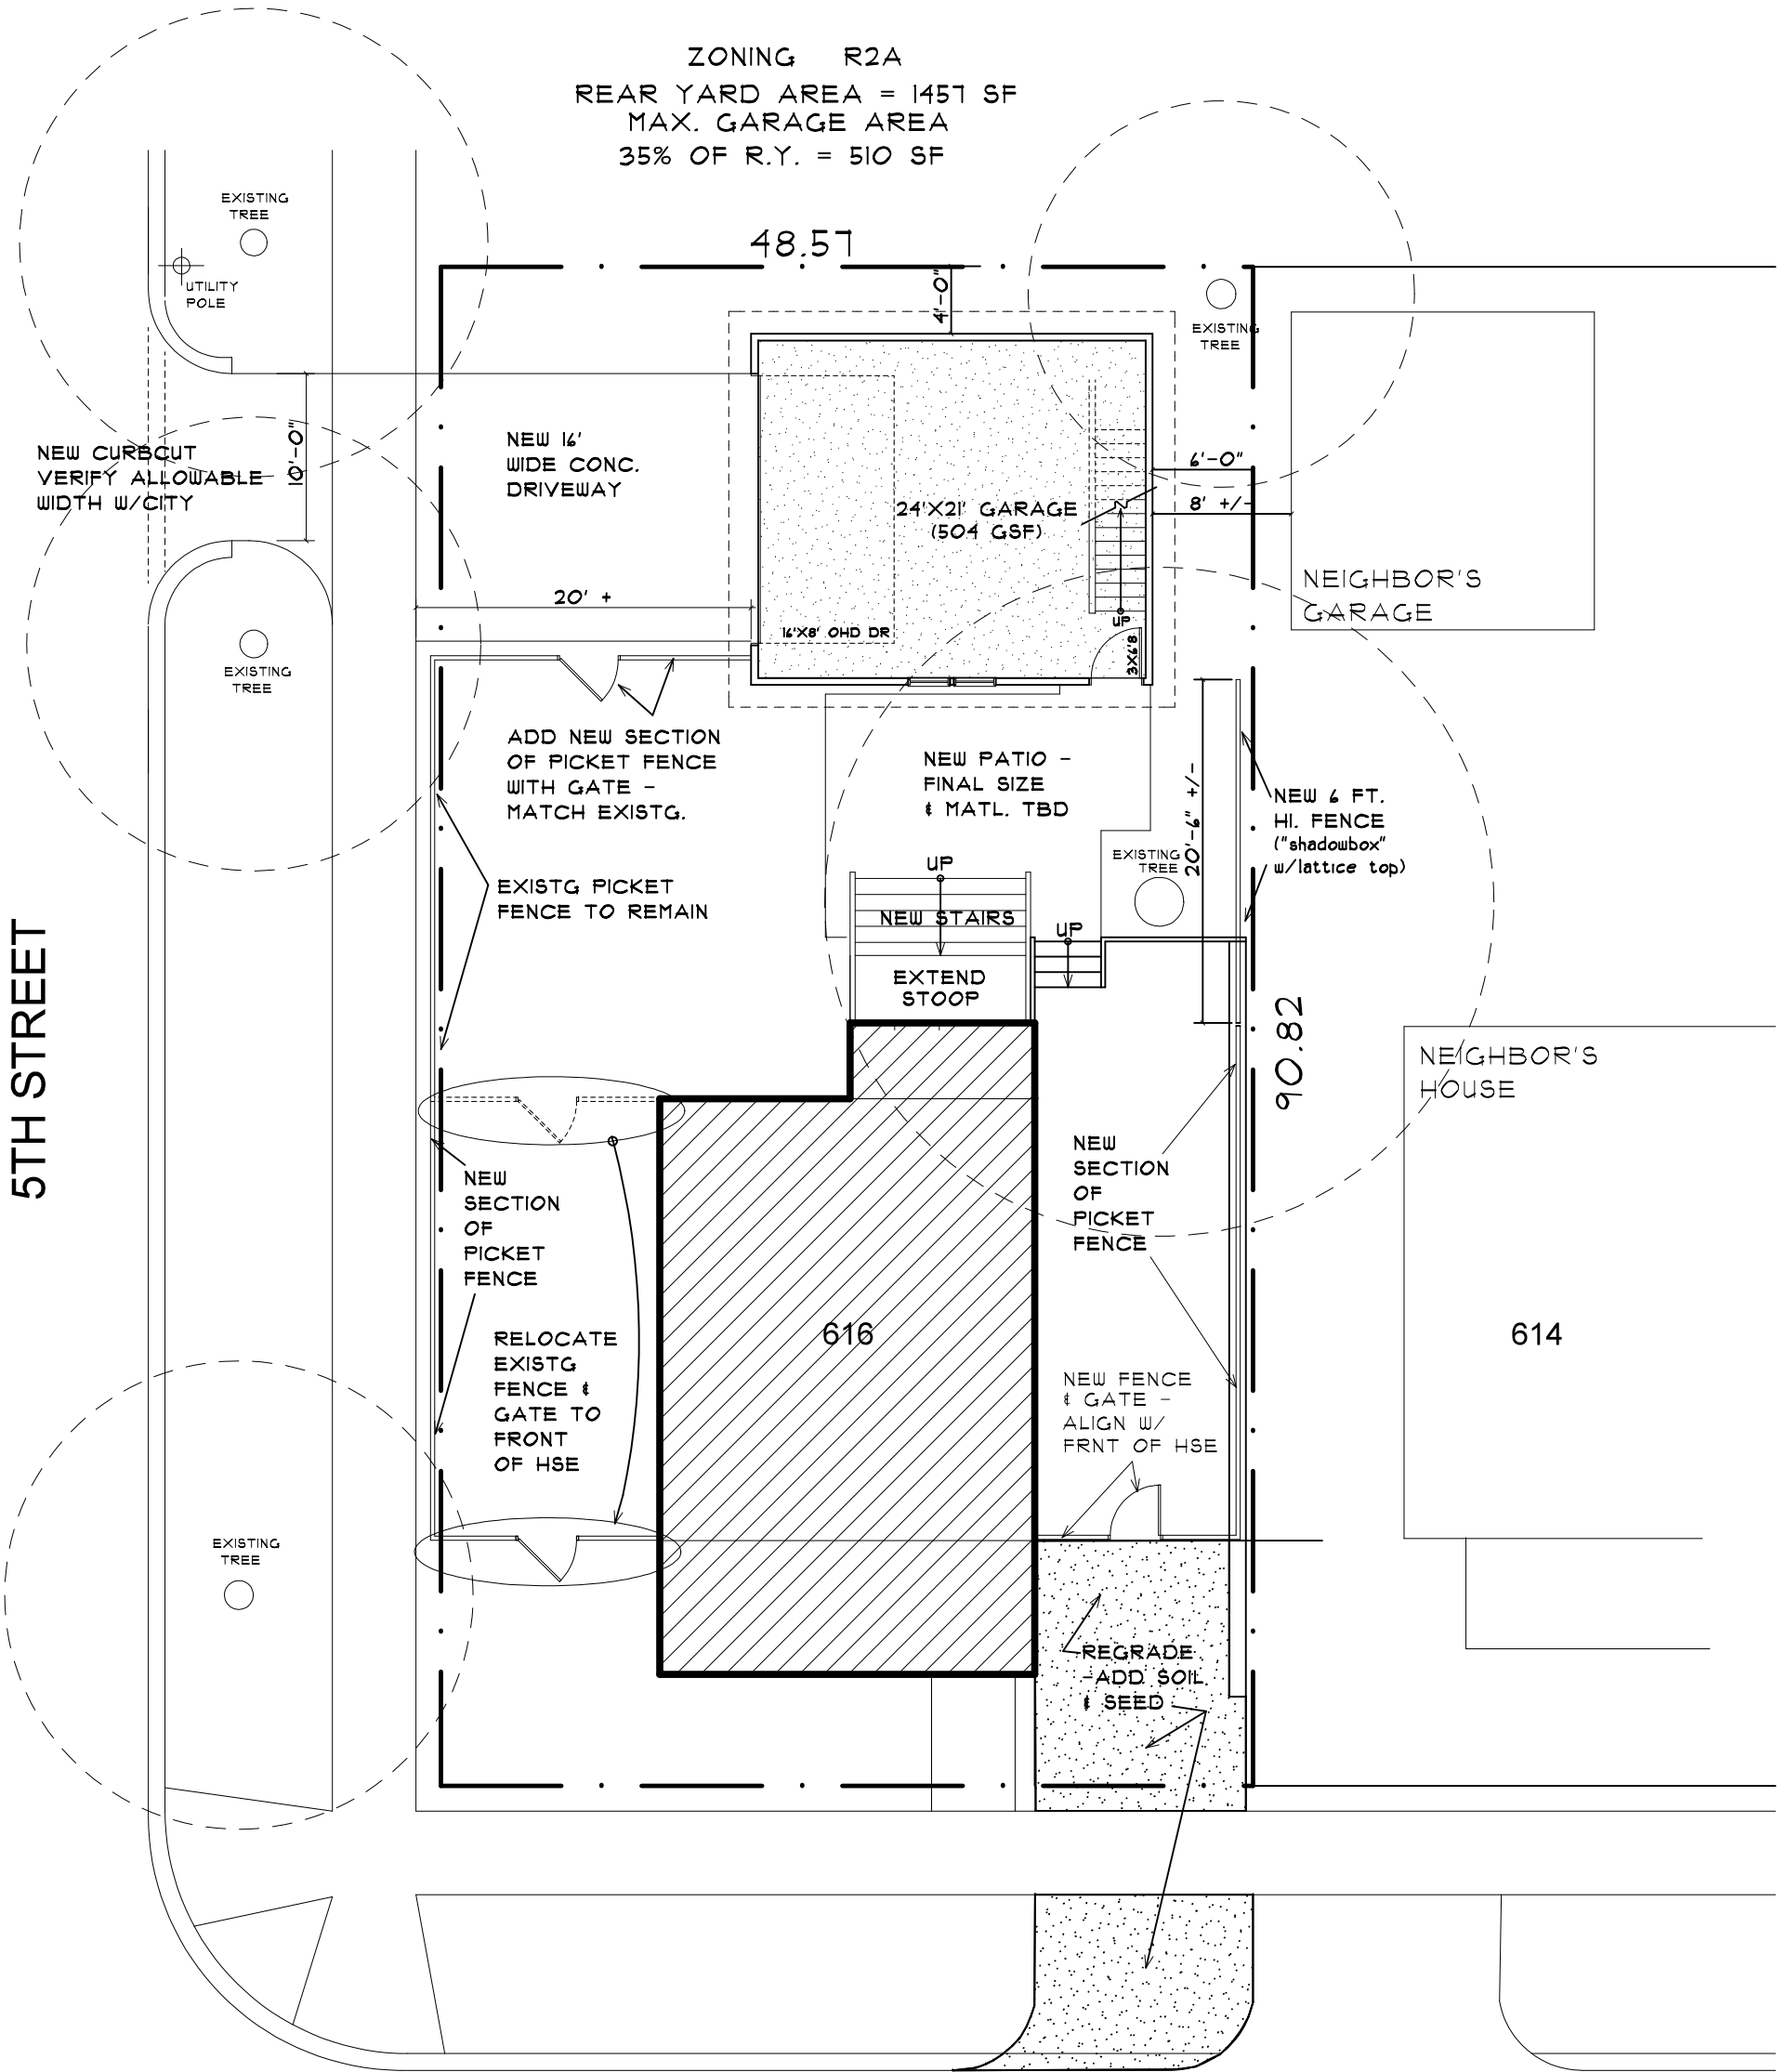 ZONING R2A
REAR YARD AREA = 1457 SF
MAX. GARAGE AREA
35% OF R.Y. = 510 SF
48.57
EXISTING
TREE
UTILITY
POLE
4'-0"
EXISTING
TREE
NEW CURBCUT
VERIFY ALLOWABLE
WIDTH W/CITY
10'-0"
NEW 16'
WIDE CONC.
DRIVEWAY
24'X21' GARAGE
(504 GSF)
6'-0"
8' +/-
NEIGHBOR'S
GARAGE
20' +
16'X8' OHD DR
UP
3X6'8
EXISTING
TREE
ADD NEW SECTION
OF PICKET FENCE
WITH GATE -
MATCH EXISTG.
NEW PATIO -
FINAL SIZE
& MATL. TBD
20'-6" +/-
NEW 6 FT.
HI. FENCE
("shadowbox"
w/lattice top)
EXISTING
TREE
EXISTG PICKET
FENCE TO REMAIN
UP
NEW STAIRS
UP
EXTEND
STOOP
5TH STREET
90.82
NEIGHBOR'S
HOUSE
NEW
SECTION
OF
PICKET
FENCE
NEW
SECTION
OF
PICKET
FENCE
616
614
RELOCATE
EXISTG
FENCE &
GATE TO
FRONT
OF HSE
NEW FENCE
& GATE -
ALIGN W/
FRNT OF HSE
EXISTING
TREE
REGRADE
-ADD SOIL
& SEED